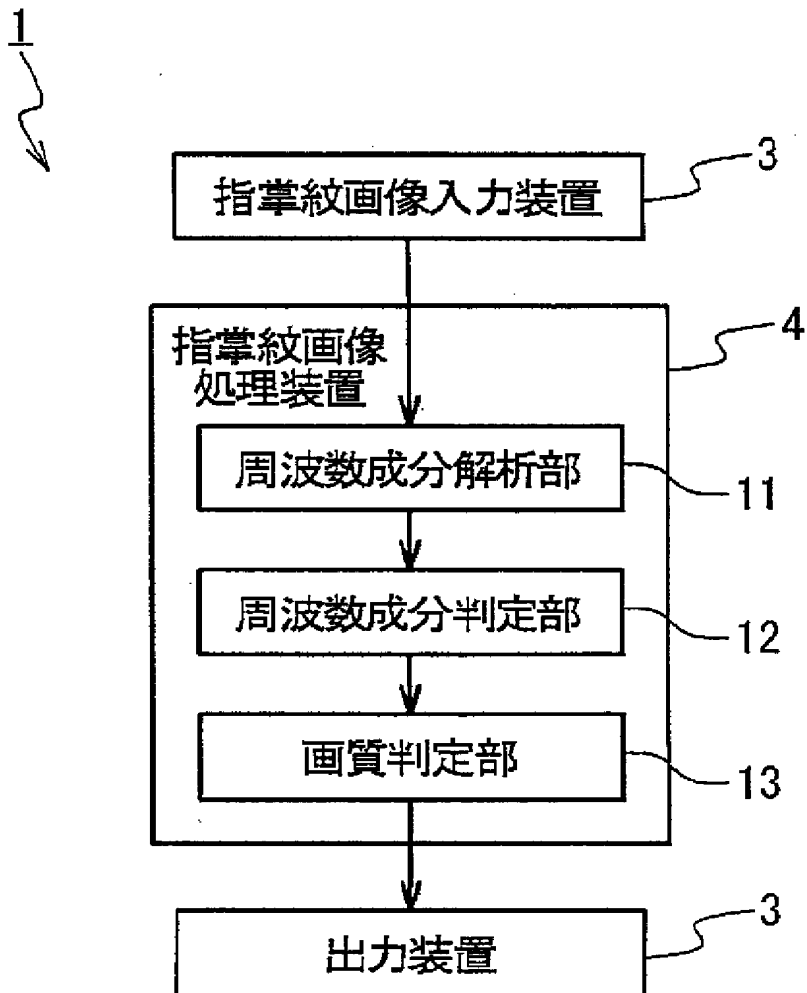 1
指掌紋画像入力装置
3
指掌紋画像
処理装置
4
周波数成分解析部
11
周波数成分判定部
12
画質判定部
13
出力装置
3